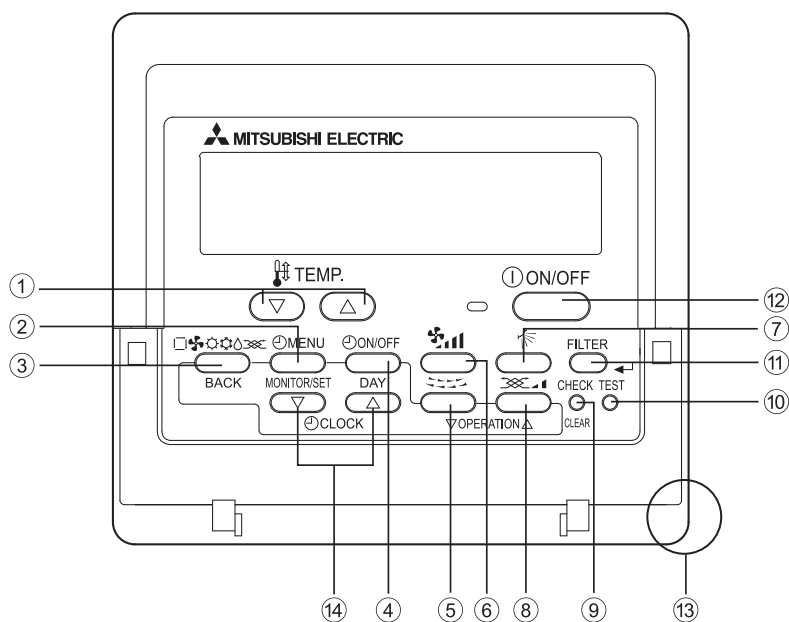 MITSUBISHI ELECTRIC
TEMP.
ON/OFF
① ② ③
⑫ ⑦ ⑪ ⑩
MENU ON/OFF FILTER
BACK MONITOR/SET DAY CHECK TEST
CLOCK ▽OPERATION△ CLEAR
⑭ ④ ⑤ ⑥ ⑧ ⑨ ⑬